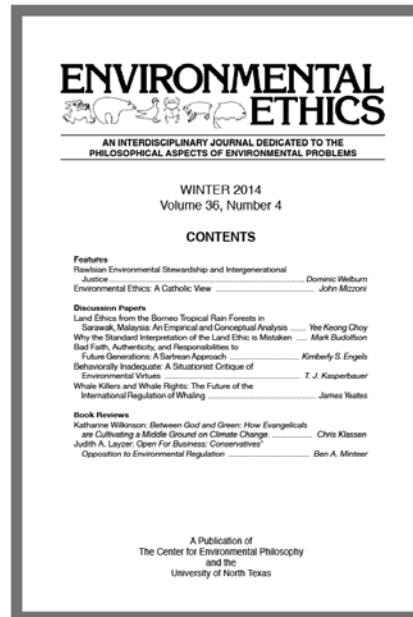 ENVIRONMENTAL
ETHICS
AN INTERDISCIPLINARY JOURNAL DEDICATED TO THE
PHILOSOPHICAL ASPECTS OF ENVIRONMENTAL PROBLEMS
WINTER 2014
Volume 36, Number 4
CONTENTS
Features
Rawlsian Environmental Stewardship and Intergenerational
Justice ..... Dominic Welburn
Environmental Ethics: A Catholic View ..... John Mizzoni
Discussion Papers
Land Ethics from the Borneo Tropical Rain Forests in
Sarawak, Malaysia: An Empirical and Conceptual Analysis ..... Yee Keong Choy
Why the Standard Interpretation of the Land Ethic is Mistaken ..... Mark Budolfson
Bad Faith, Authenticity, and Responsibilities to
Future Generations: A Sartrean Approach ..... Kimberly S. Engels
Behaviorally Inadequate: A Situationist Critique of
Environmental Virtues ..... T. J. Kasperbauer
Whale Killers and Whale Rights: The Future of the
International Regulation of Whaling ..... James Yeates
Book Reviews
Katharine Wilkinson: Between God and Green: How Evangelicals
are Cultivating a Middle Ground on Climate Change. ..... Chris Klassen
Judith A. Layzer: Open For Business: Conservatives'
Opposition to Environmental Regulation ..... Ben A. Minteer
A Publication of
The Center for Environmental Philosophy
and the
University of North Texas